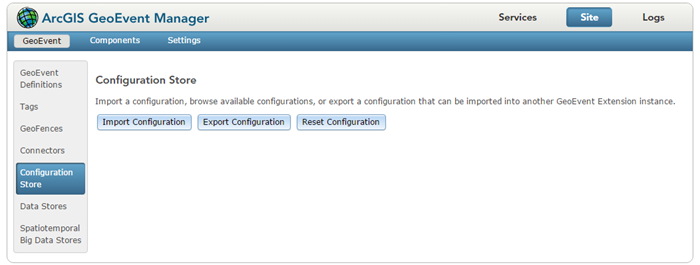 ArcGIS GeoEvent Manager
Services
Site
Logs
GeoEvent
Components
Settings
GeoEvent
Definitions
Tags
GeoFences
Connectors
Configuration
Store
Data Stores
Spatiotemporal
Big Data Stores
Configuration Store
Import a configuration, browse available configurations, or export a configuration that can be imported into another GeoEvent Extension instance.
Import Configuration
Export Configuration
Reset Configuration